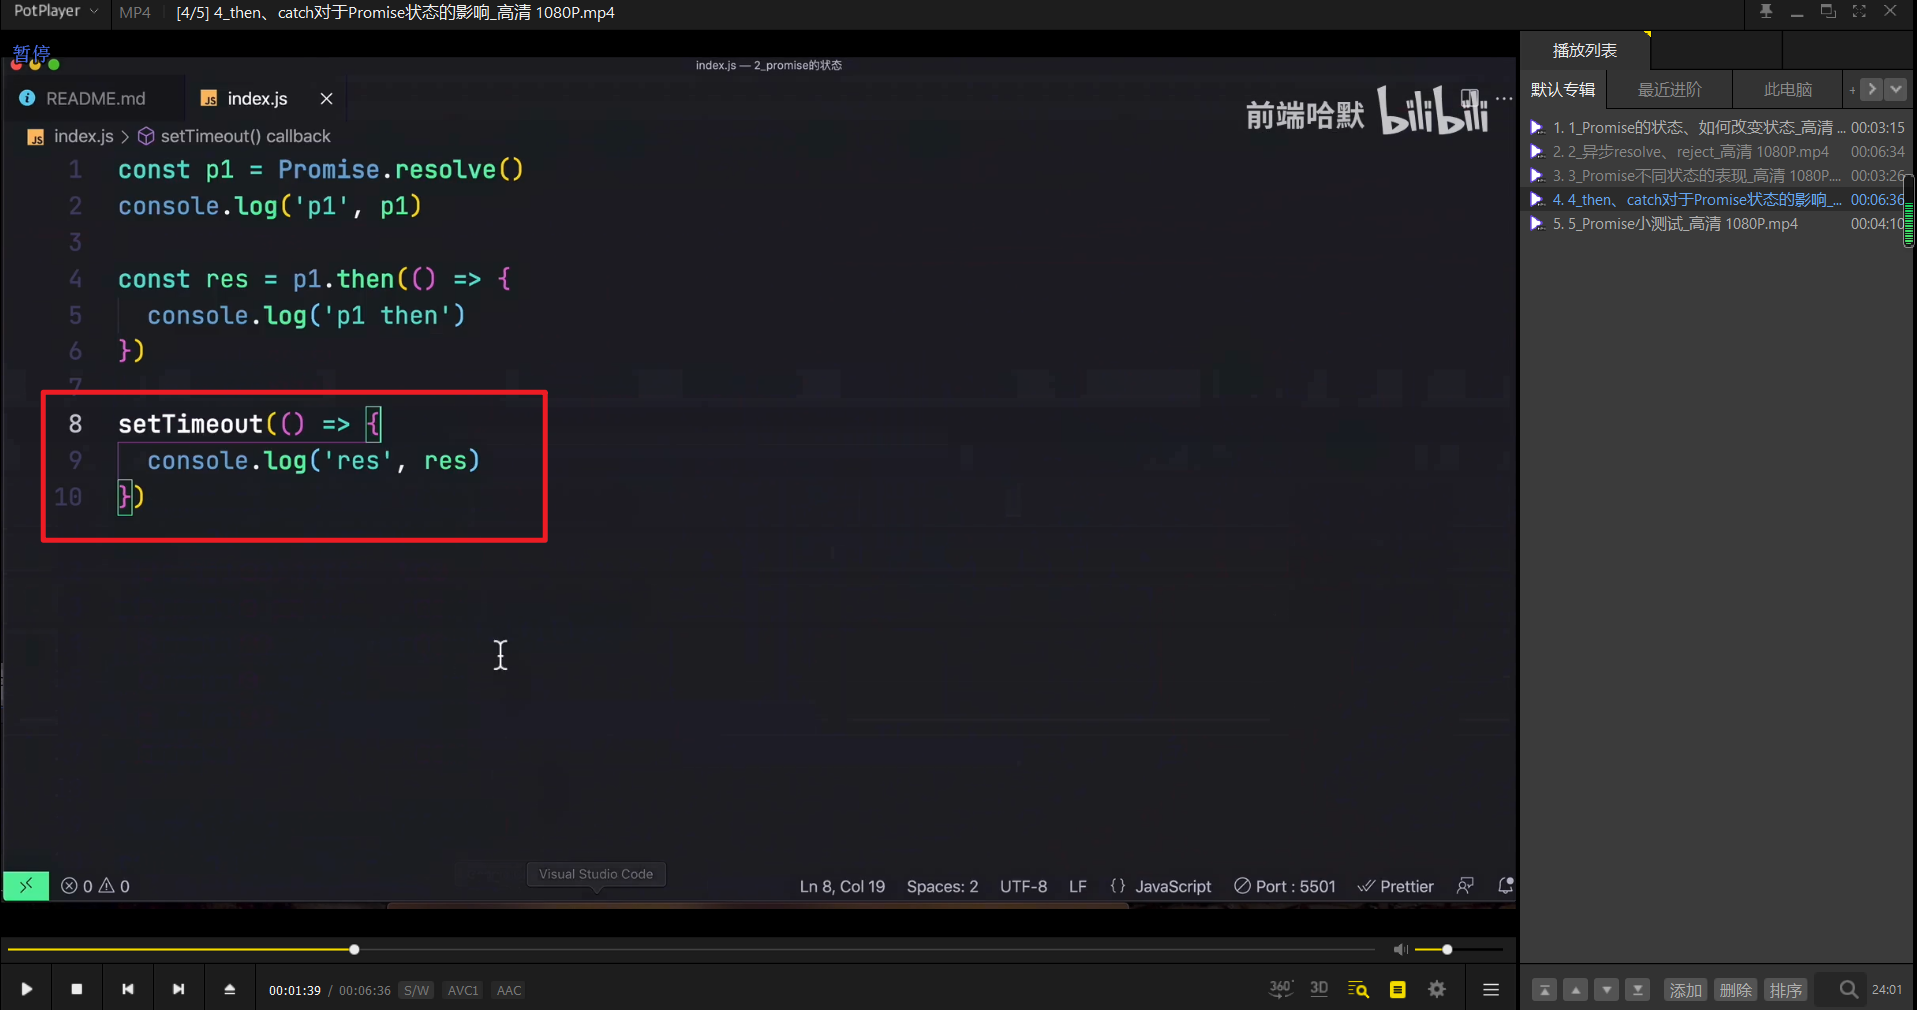 PotPlayer MP4 [4/5] 4_then、catch对于Promise状态的影响_高清 1080P.mp4
暂停
index.js — 2_promise的状态
README.md index.js
前端哈默 bilibili
index.js > setTimeout() callback
1 const p1 = Promise.resolve()
2 console.log('p1', p1)
3
4 const res = p1.then(() => {
5 console.log('p1 then')
6 })
7
8 setTimeout(() => {
9 console.log('res', res)
10 })
Visual Studio Code
0 0 Ln 8, Col 19 Spaces: 2 UTF-8 LF {} JavaScript Port : 5501 Prettier
00:01:39 / 00:06:36 S/W AVC1 AAC
360° 3D
播放列表
默认专辑 最近进阶 此电脑 +
1. 1_Promise的状态、如何改变状态_高清 ... 00:03:15
2. 2_异步resolve、reject_高清 1080P.mp4 00:06:34
3. 3_Promise不同状态的表现_高清 1080P.... 00:03:26
4. 4_then、catch对于Promise状态的影响_... 00:06:36
5. 5_Promise小测试_高清 1080P.mp4 00:04:10
添加 删除 排序 24:01